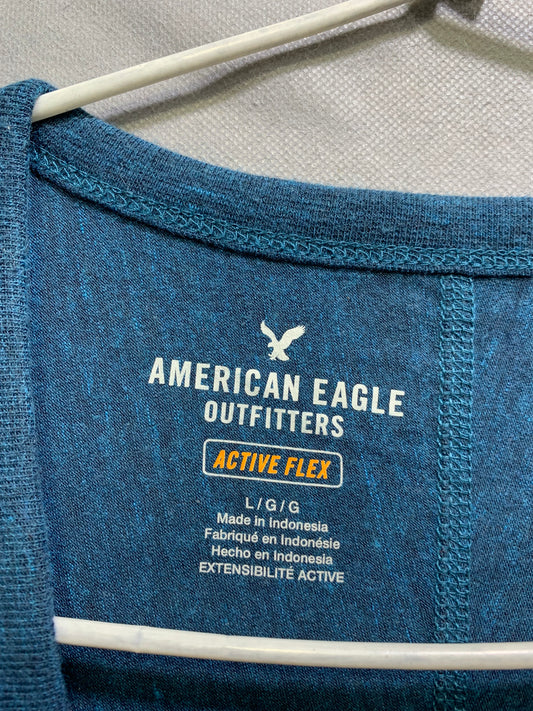 AMERICAN EAGLE
OUTFITTERS
ACTIVE FLEX
L / G / G
Made in Indonesia
Fabriqué en Indonésie
Hecho en Indonesia
EXTENSIBILITÉ ACTIVE